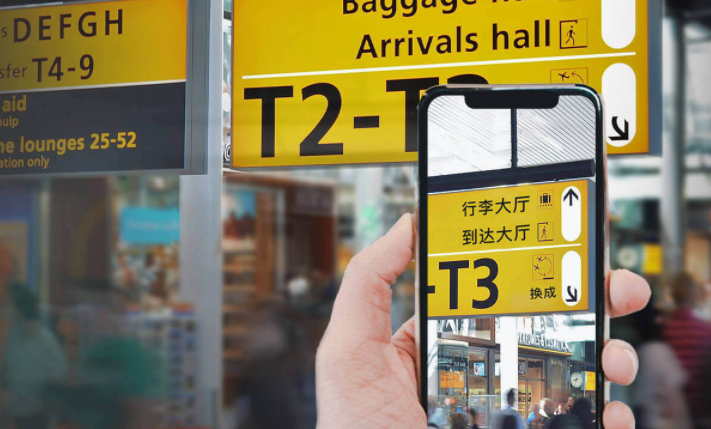 DEFGH
T4-9
aid
lounges 25-52
only
Baggage
Arrivals hall
T2-T
行李大厅
到达大厅
-T3
换成